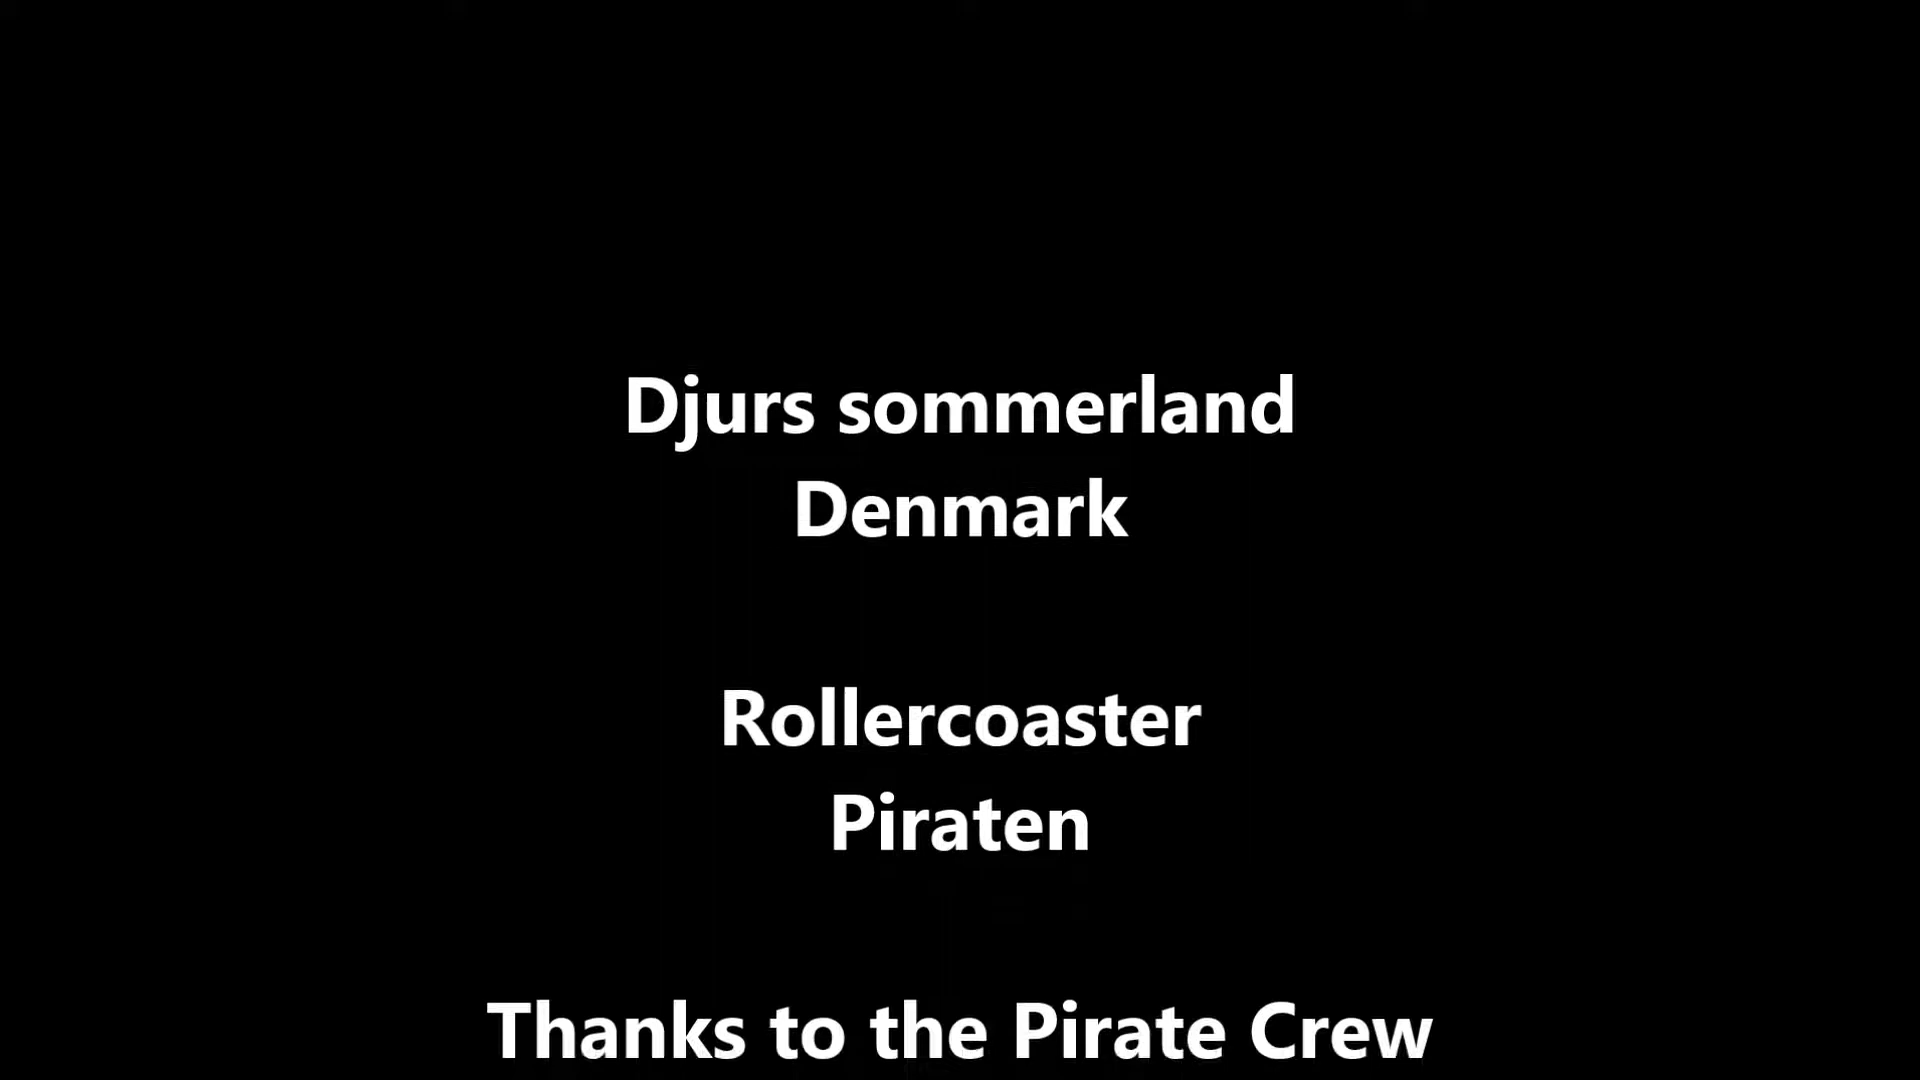 Djurs sommerland
Denmark
Rollercoaster
Piraten
Thanks to the Pirate Crew